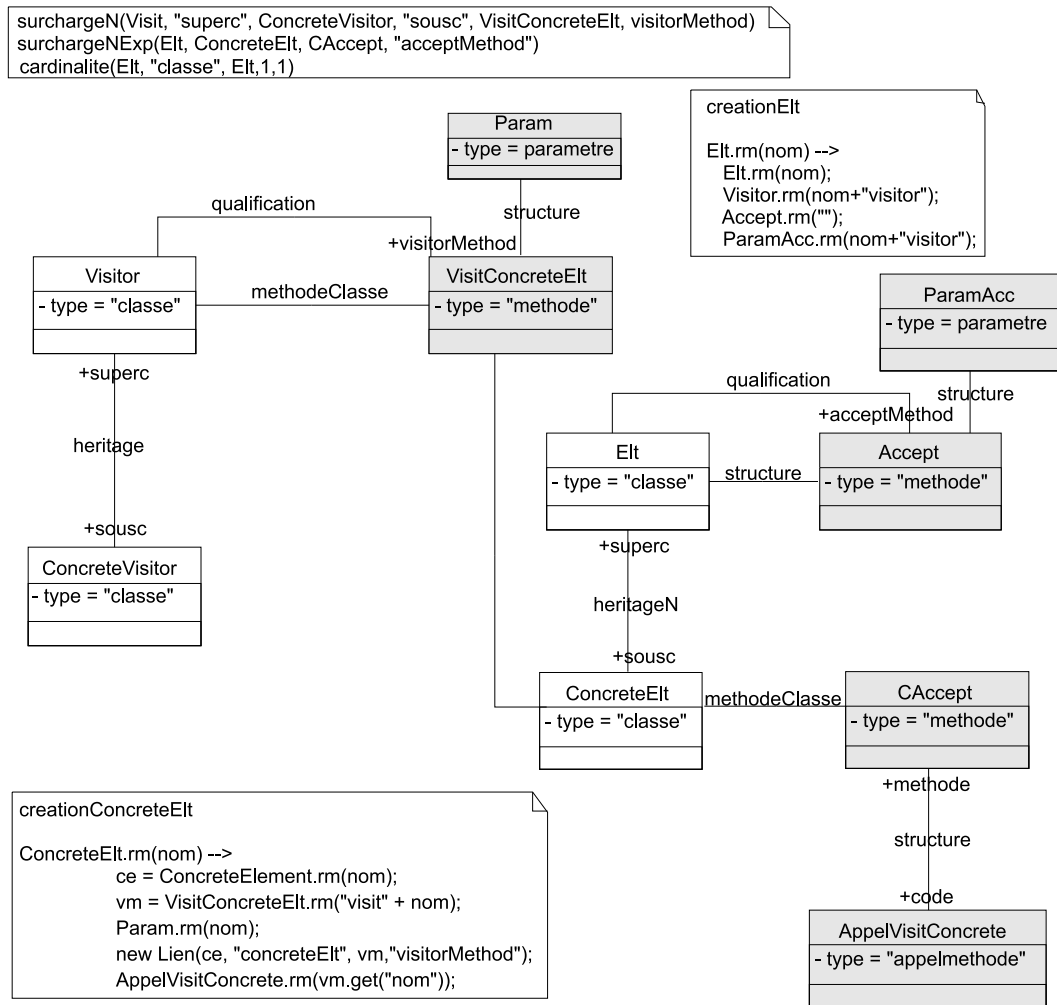 surchargeN(Visit, "superc", ConcreteVisitor, "sousc", VisitConcreteElt, visitorMethod)
surchargeNExp(Elt, ConcreteElt, CAccept, "acceptMethod")
cardinalite(Elt, "classe", Elt,1,1)
creationElt
Elt.rm(nom) -->
Elt.rm(nom);
Visitor.rm(nom+"visitor");
Accept.rm("");
ParamAcc.rm(nom+"visitor");
Param
- type = parametre
structure
qualification
+visitorMethod
Visitor
- type = "classe"
methodeClasse
VisitConcreteElt
- type = "methode"
ParamAcc
- type = parametre
structure
+superc
heritage
+sousc
ConcreteVisitor
- type = "classe"
qualification
+acceptMethod
Elt
- type = "classe"
structure
Accept
- type = "methode"
+superc
heritageN
+sousc
ConcreteElt
- type = "classe"
methodeClasse
CAccept
- type = "methode"
+methode
structure
+code
AppelVisitConcrete
- type = "appelmethode"
creationConcreteElt
ConcreteElt.rm(nom) -->
ce = ConcreteElement.rm(nom);
vm = VisitConcreteElt.rm("visit" + nom);
Param.rm(nom);
new Lien(ce, "concreteElt", vm,"visitorMethod");
AppelVisitConcrete.rm(vm.get("nom"));